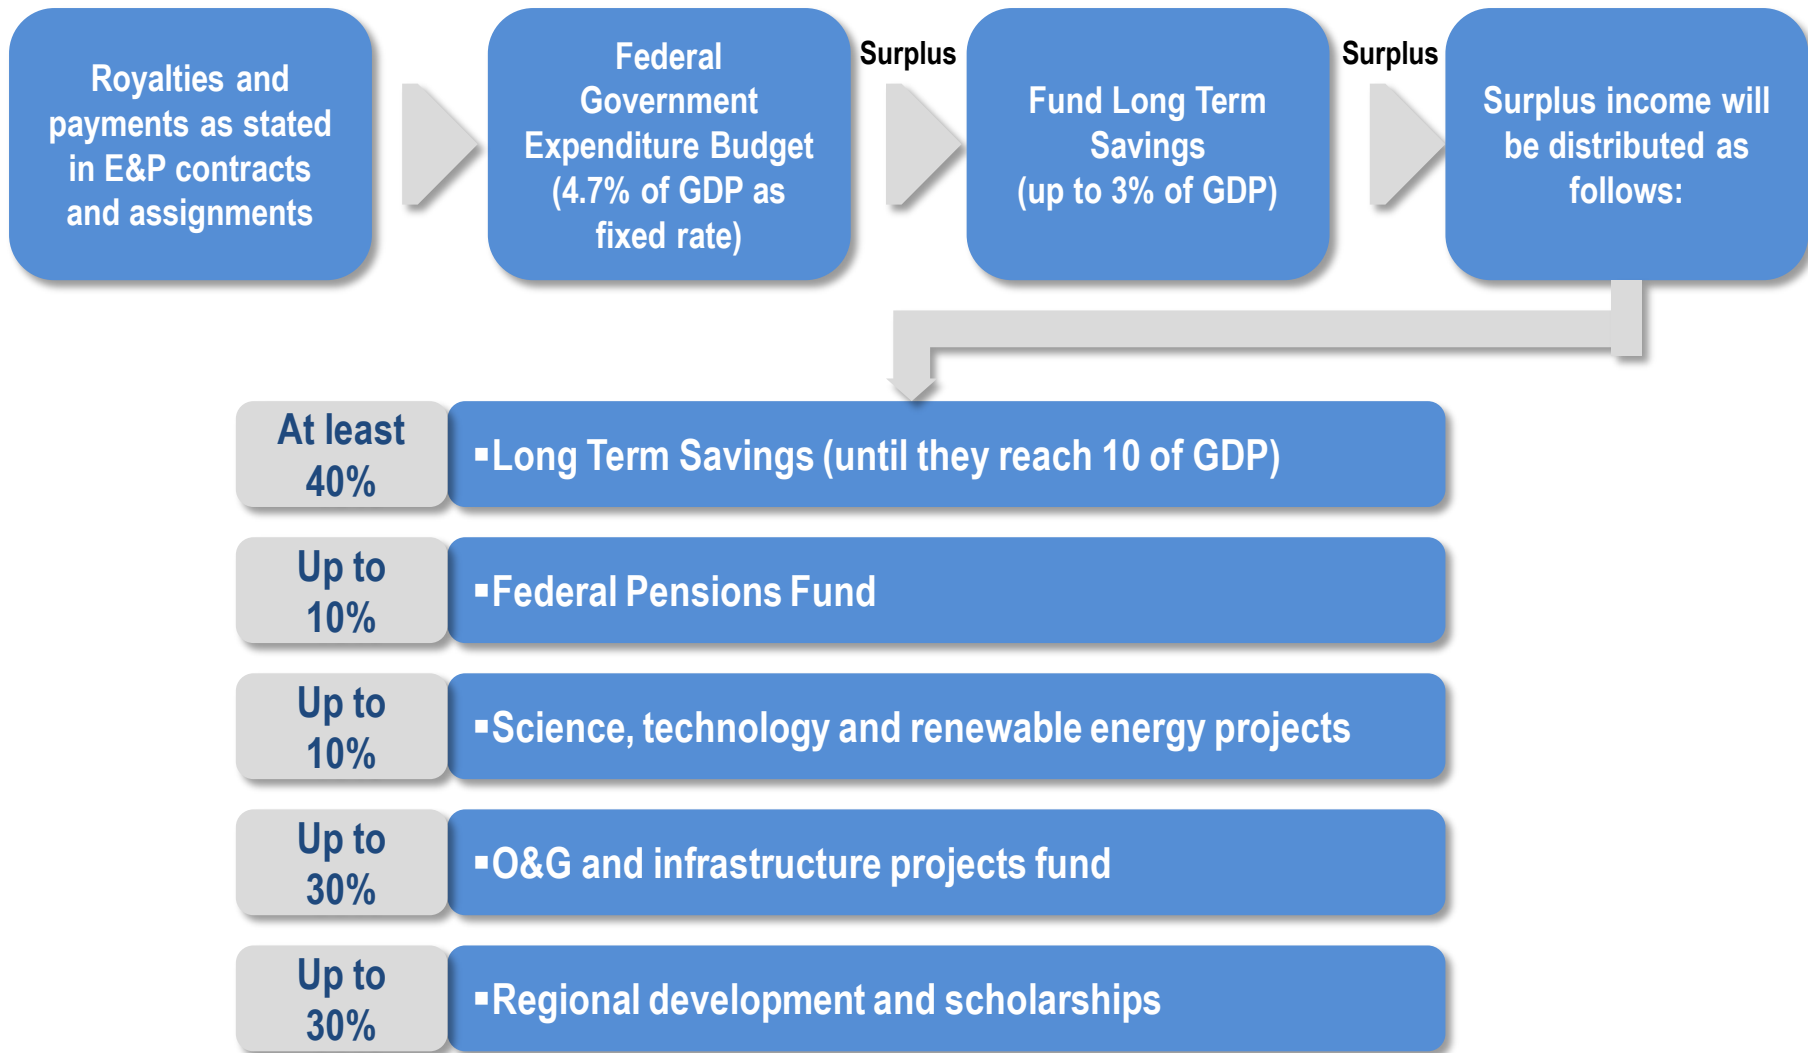 Royalties and
payments as stated
in E&P contracts
and assignments
Federal
Government
Expenditure Budget
(4.7% of GDP as
fixed rate)
Surplus
Fund Long Term
Savings
(up to 3% of GDP)
Surplus
Surplus income will
be distributed as
follows:
At least
40%
▪Long Term Savings (until they reach 10 of GDP)
Up to
10%
▪Federal Pensions Fund
Up to
10%
▪Science, technology and renewable energy projects
Up to
30%
▪O&G and infrastructure projects fund
Up to
30%
▪Regional development and scholarships